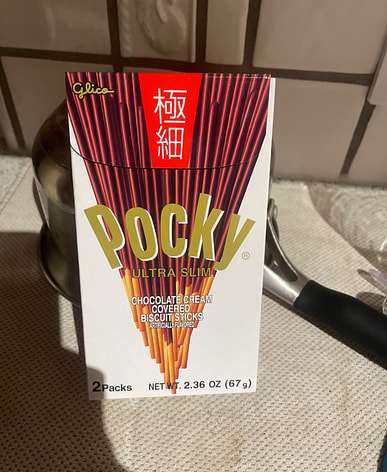 Glico
極細
Pocky
®
ULTRA SLIM
CHOCOLATE CREAM
COVERED
BISCUIT STICKS
ARTIFICIALLY FLAVORED
2 Packs NET WT. 2.36 OZ (67g)